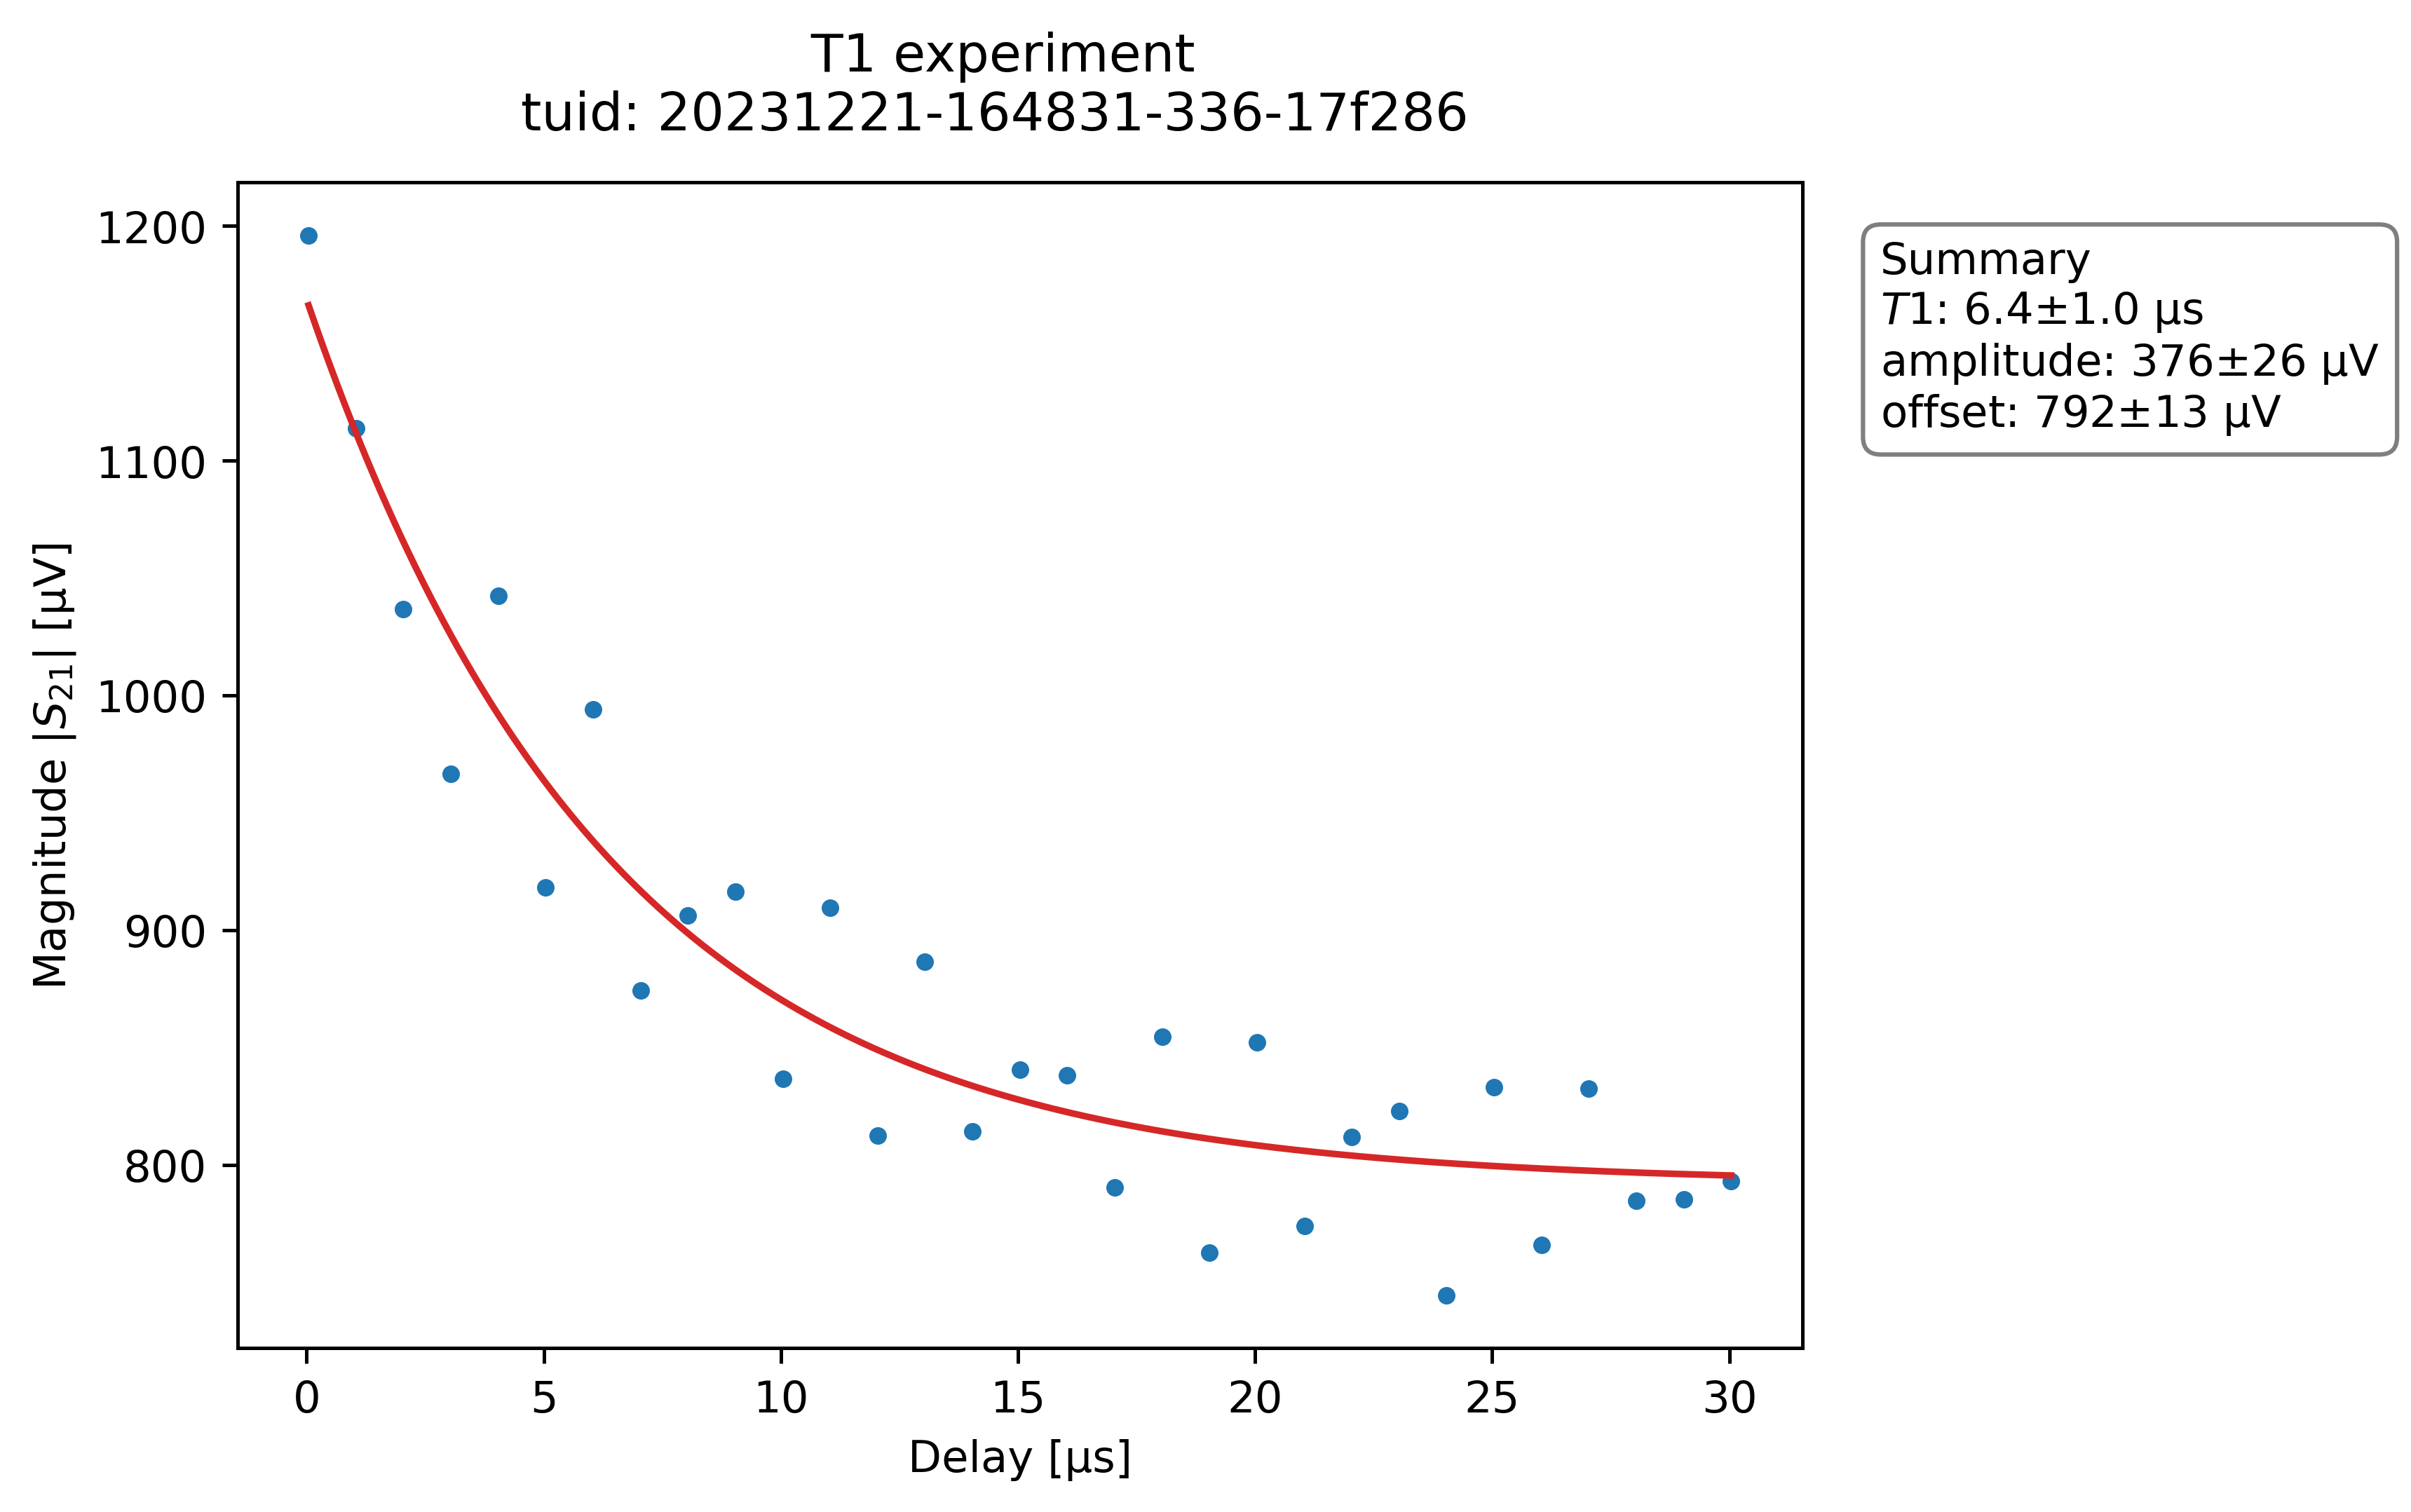 T1 experiment
tuid: 20231221-164831-336-17f286
Magnitude |S21| [µV]
1200
1100
1000
900
800
0 5 10 15 20 25 30
Delay [µs]
Summary
T1: 6.4±1.0 µs
amplitude: 376±26 µV
offset: 792±13 µV